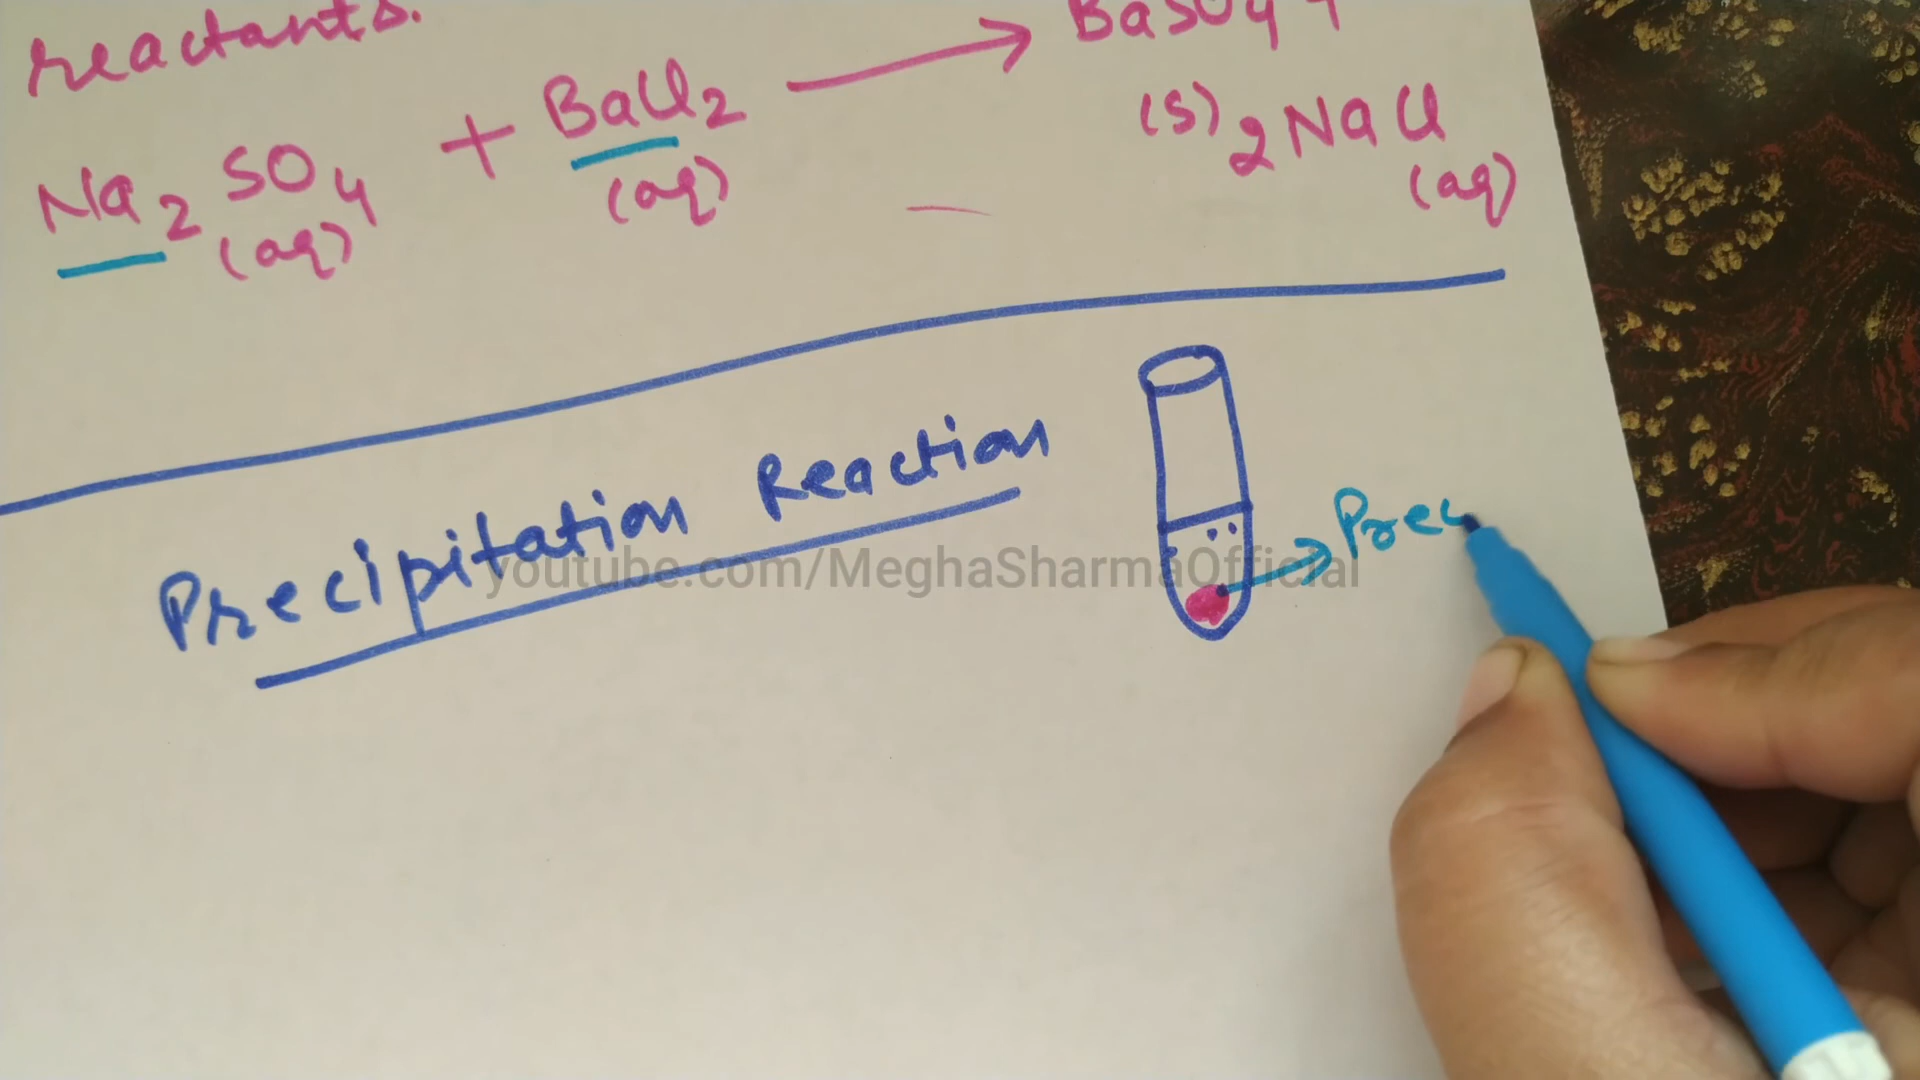 reactants.
Na2SO4 + BaCl2 ⟶ BaSO4 +
(aq) (aq) (s) 2NaCl
(aq)
Precipitation Reaction
Prec
youtube.com/MeghaSharmaOfficial